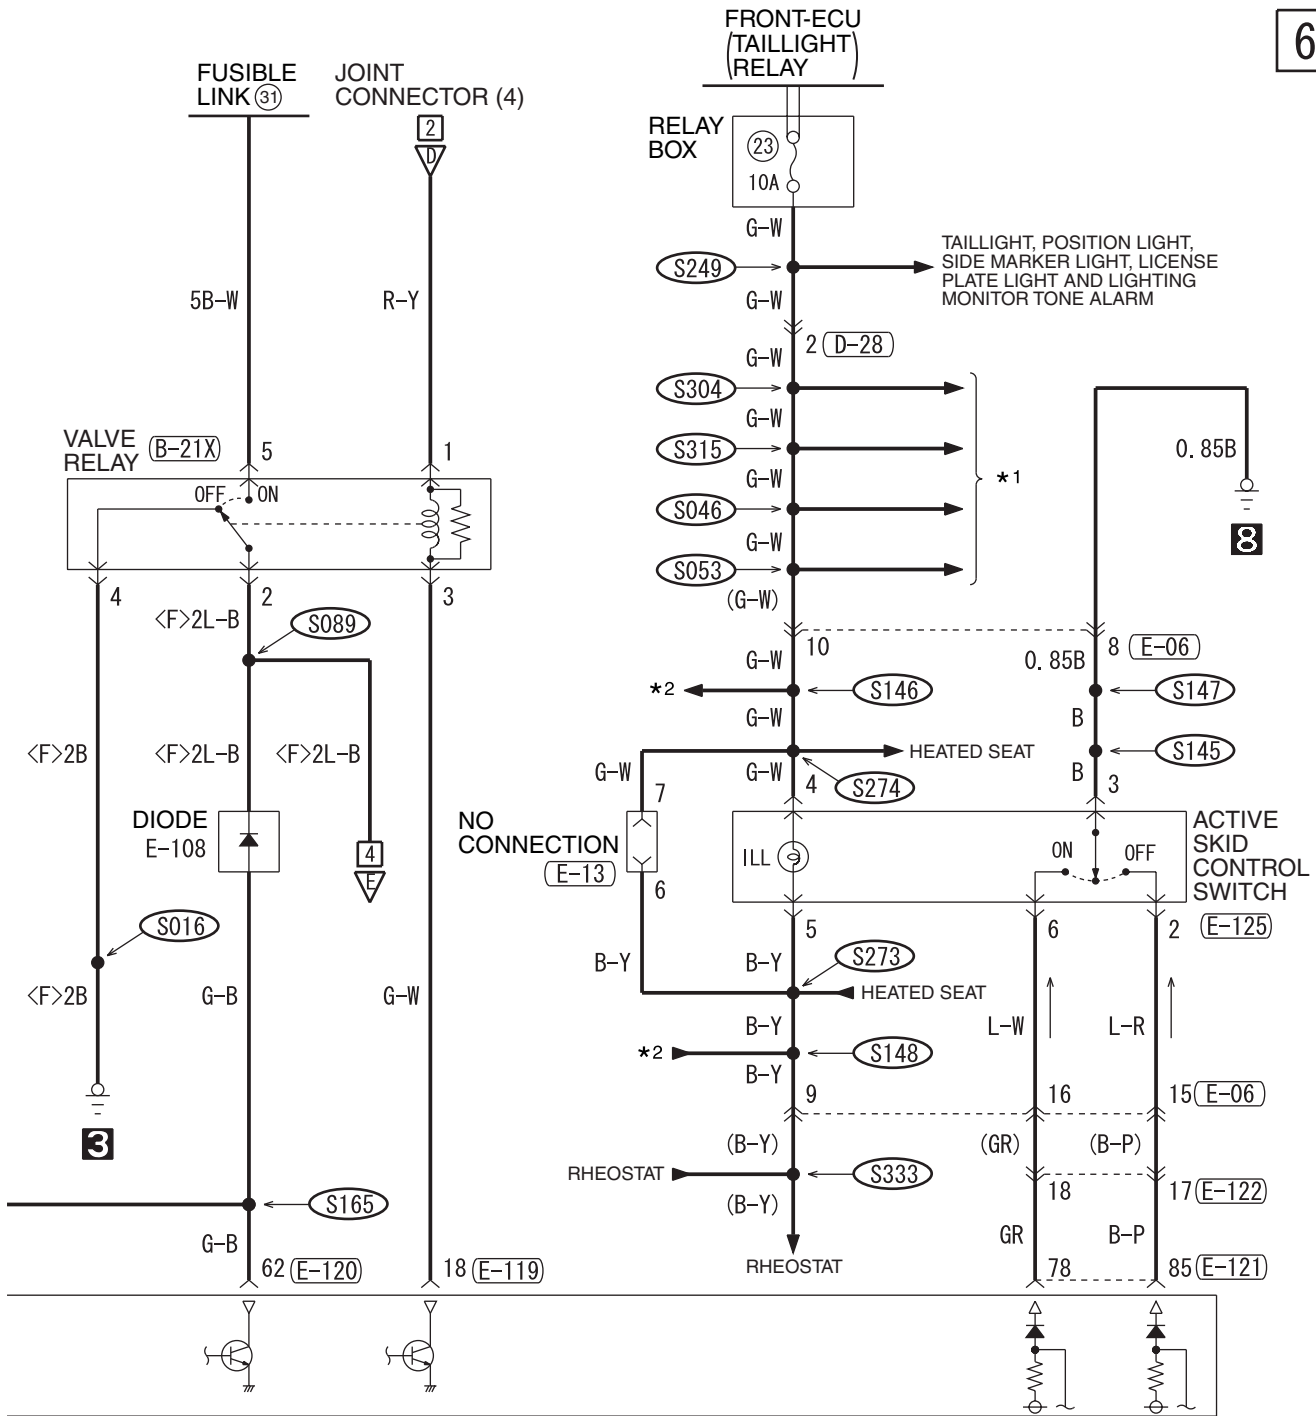 6
FRONT-ECU
(TAILLIGHT
RELAY)
FUSIBLE
LINK 31
JOINT
CONNECTOR (4)
2
D
RELAY
BOX
23
10A
G-W
S249
TAILLIGHT, POSITION LIGHT,
SIDE MARKER LIGHT, LICENSE
PLATE LIGHT AND LIGHTING
MONITOR TONE ALARM
5B-W
R-Y
G-W
2 D-28
G-W
S304
G-W
S315
G-W
S046
G-W
S053
*1
(G-W)
0.85B
8
VALVE
RELAY
B-21X
5
1
OFF
ON
4
2
3
<F>2L-B
S089
10
8 E-06
G-W
0.85B
*2
S146
S147
G-W
B
<F>2B
<F>2L-B
<F>2L-B
HEATED SEAT
S145
G-W
G-W
S274
B
7
4
3
DIODE
E-108
4
E
NO
CONNECTION
E-13
6
ILL
ON
OFF
ACTIVE
SKID
CONTROL
SWITCH
5
6
2 E-125
S016
<F>2B
G-B
G-W
B-Y
B-Y
S273
HEATED SEAT
B-Y
L-W
L-R
*2
S148
B-Y
3
9
16
15 E-06
(B-Y)
(GR)
(B-P)
RHEOSTAT
S333
18
17 E-122
(B-Y)
GR
B-P
S165
G-B
RHEOSTAT
62 E-120
18 E-119
78
85 E-121